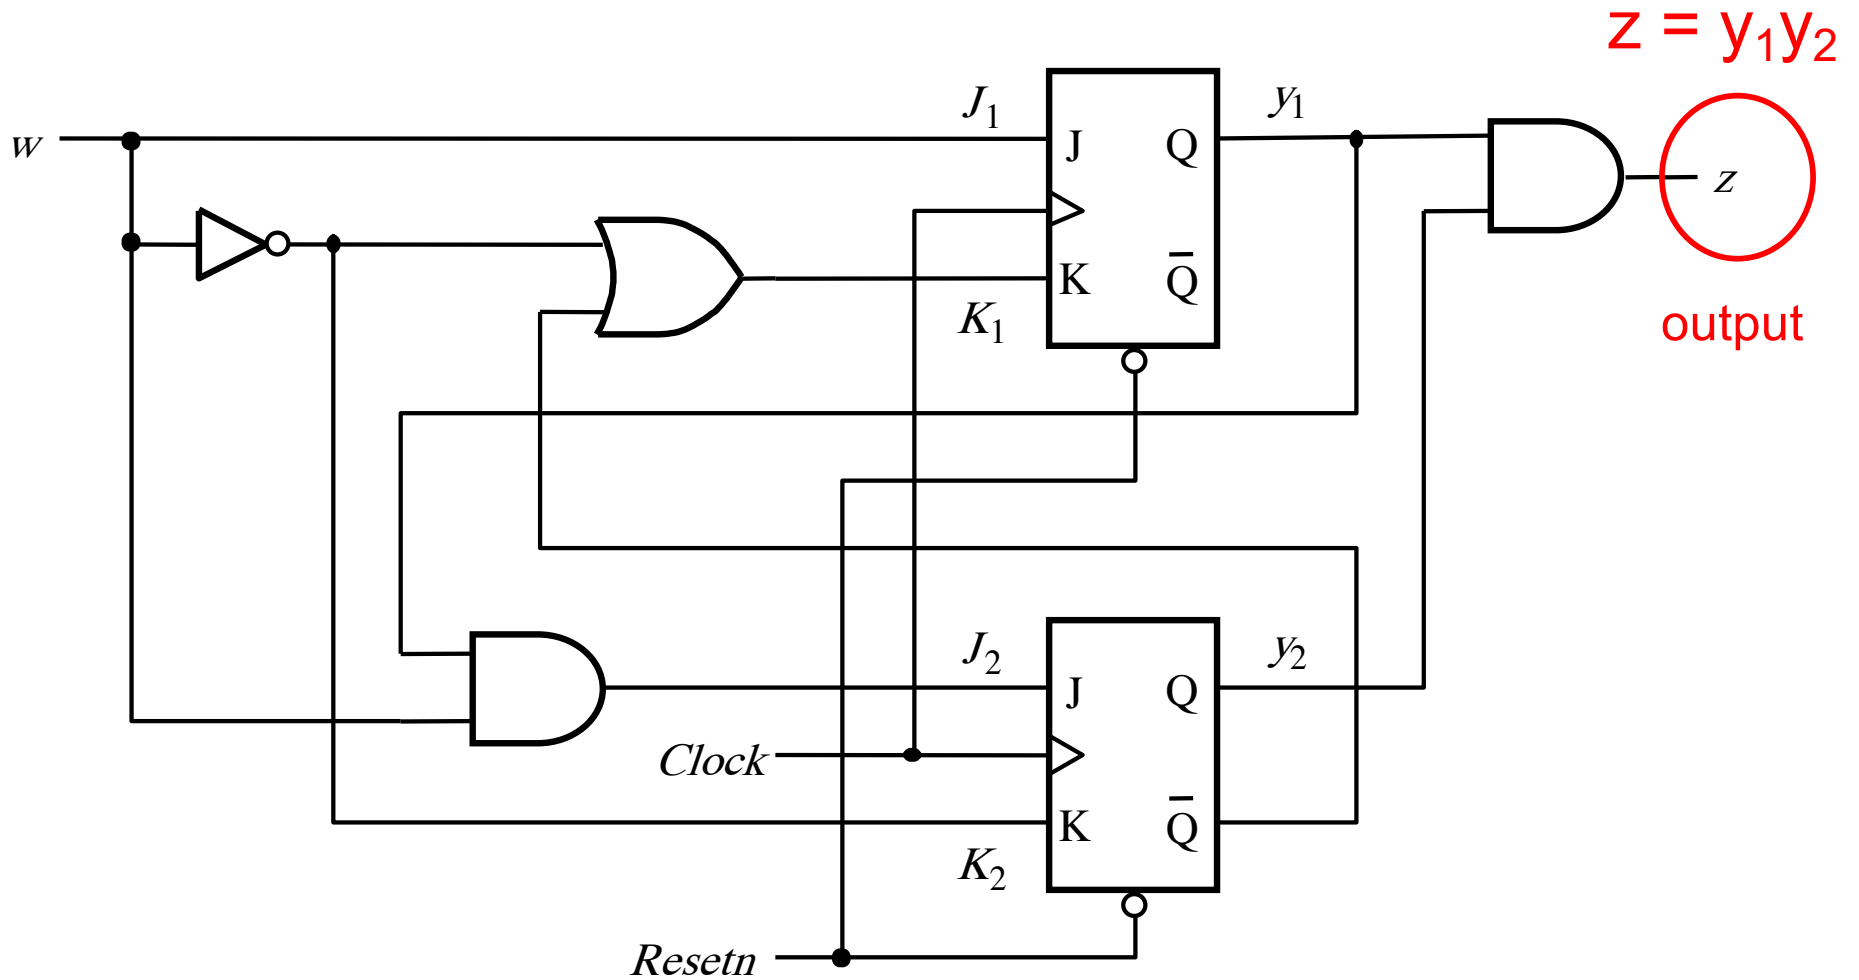 z = y₁y₂
J₁
y₁
w
J
Q
z
K
Q̅
K₁
output
J₂
y₂
J
Q
Clock
K
Q̅
K₂
Resetn